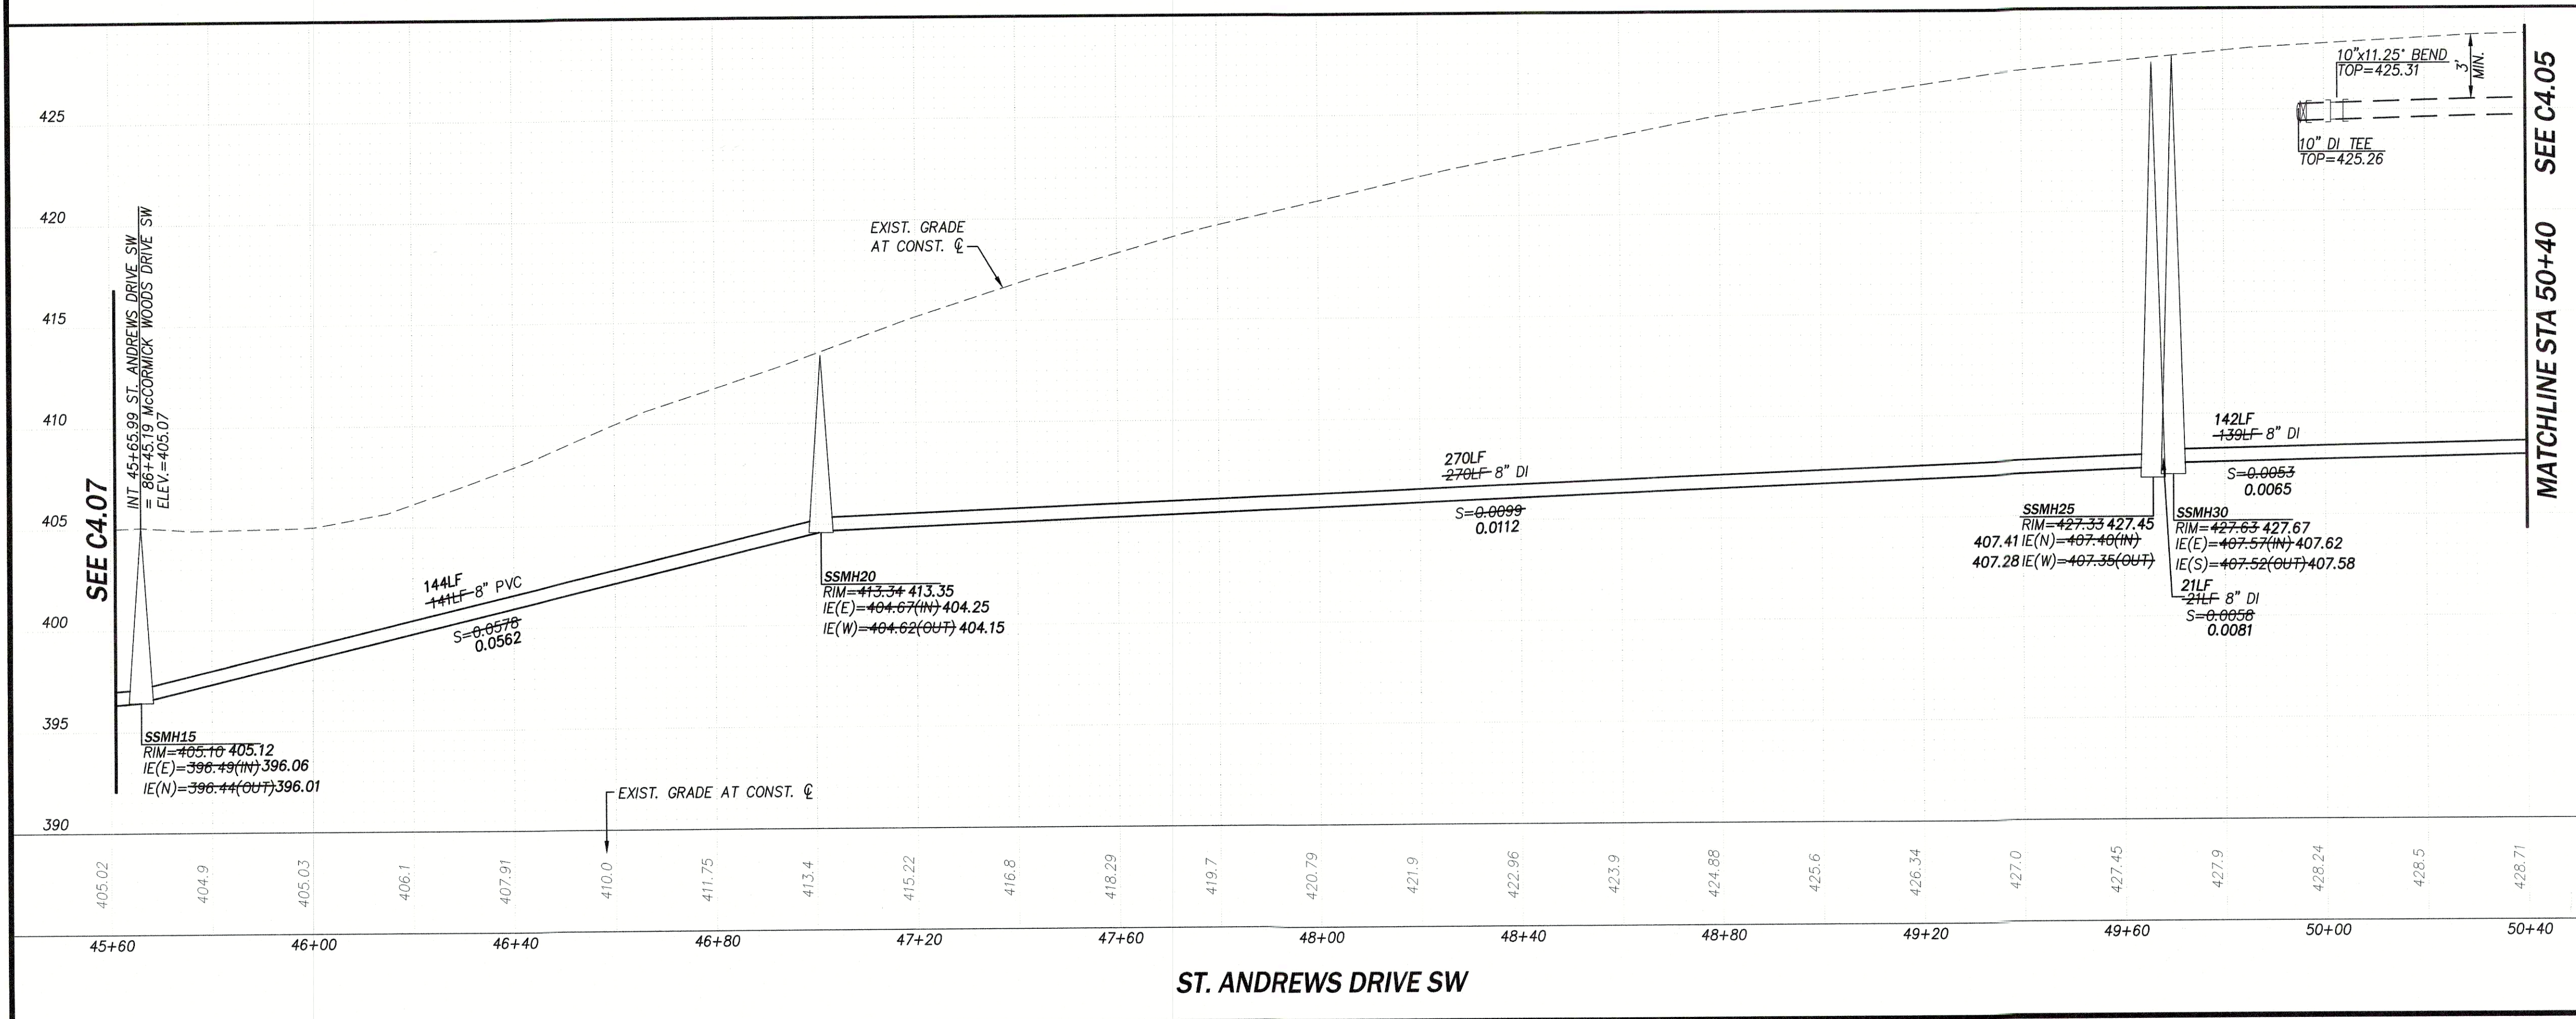 425
420
415
410
405
400
395
390
SEE C4.07
INT 45+65.99 ST. ANDREWS DRIVE SW
= 86+45.19 McCORMICK WOODS DRIVE SW
ELEV.=405.07
EXIST. GRADE
AT CONST. ℄
10"x11.25° BEND
TOP=425.31
3'
MIN.
10" DI TEE
TOP=425.26
SEE C4.05
MATCHLINE STA 50+40
144LF
141LF 8" PVC
S=0.0578
0.0562
270LF
270LF 8" DI
S=0.0099
0.0112
142LF
139LF 8" DI
S=0.0053
0.0065
SSMH15
RIM=405.10 405.12
IE(E)=396.49(IN) 396.06
IE(N)=396.44(OUT) 396.01
SSMH20
RIM=413.34 413.35
IE(E)=404.67(IN) 404.25
IE(W)=404.62(OUT) 404.15
SSMH25
RIM=427.33 427.45
407.41 IE(N)=407.40(IN)
407.28 IE(W)=407.35(OUT)
SSMH30
RIM=427.63 427.67
IE(E)=407.57(IN) 407.62
IE(S)=407.52(OUT) 407.58
21LF
21LF 8" DI
S=0.0058
0.0081
EXIST. GRADE AT CONST. ℄
405.02
404.9
405.03
406.1
407.91
410.0
411.75
413.4
415.22
416.8
418.29
419.7
420.79
421.9
422.96
423.9
424.88
425.6
426.34
427.0
427.45
427.9
428.24
428.5
428.71
45+60
46+00
46+40
46+80
47+20
47+60
48+00
48+40
48+80
49+20
49+60
50+00
50+40
ST. ANDREWS DRIVE SW